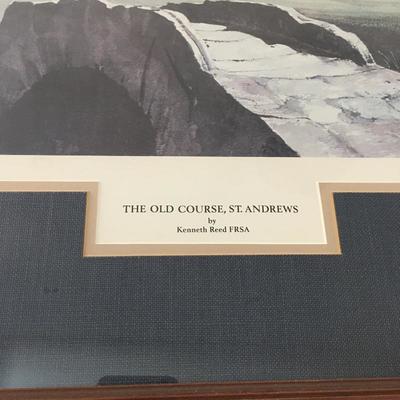 THE OLD COURSE, ST. ANDREWS
by
Kenneth Reed FRSA